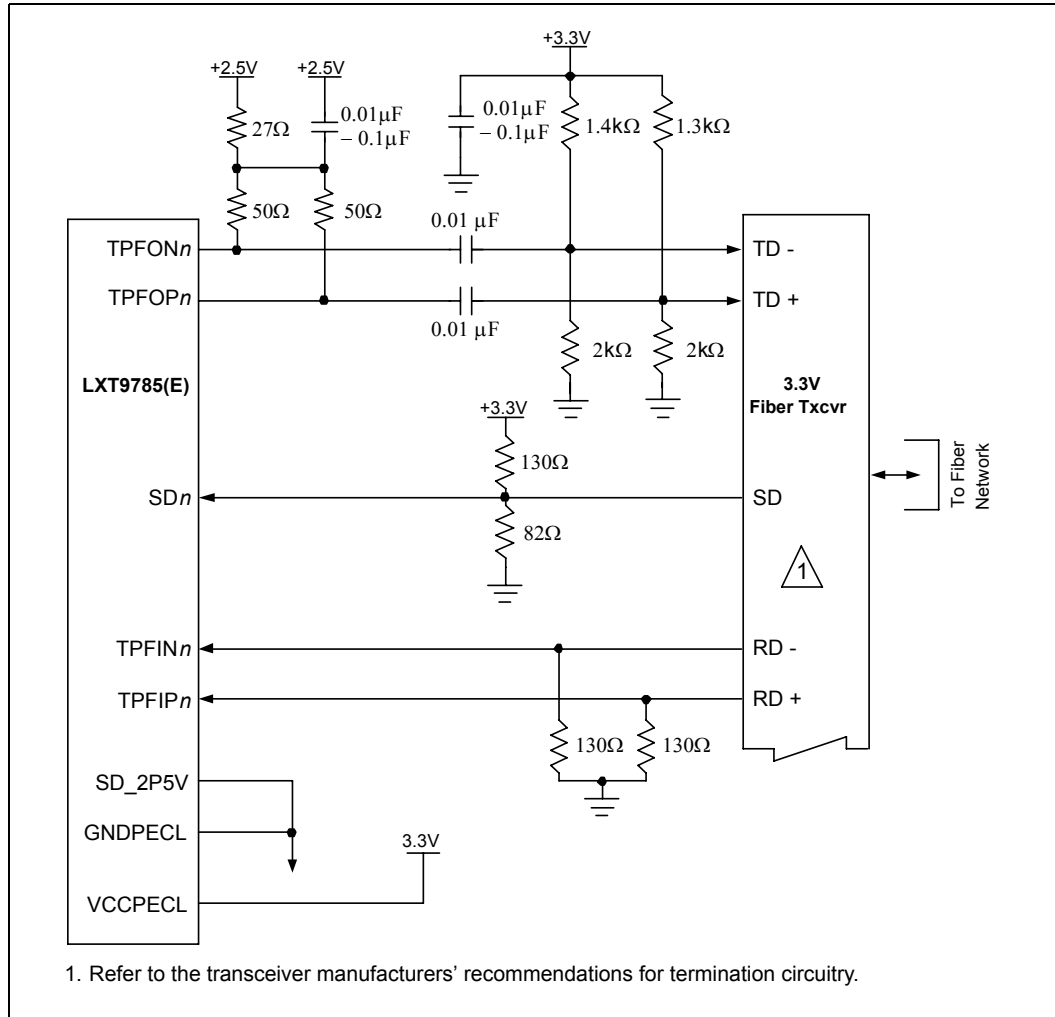 +3.3V
+2.5V +2.5V
27Ω
0.01µF
– 0.1µF
0.01µF
– 0.1µF
1.4kΩ
1.3kΩ
50Ω
50Ω
0.01 µF
TPFONn
TD -
TPFOPn
TD +
0.01 µF
2kΩ
2kΩ
LXT9785(E)
3.3V
Fiber Txcvr
+3.3V
130Ω
SDn
SD
82Ω
To Fiber
Network
1
TPFINn
RD -
TPFIPn
RD +
130Ω
130Ω
SD_2P5V
GNDPECL
3.3V
VCCPECL
1. Refer to the transceiver manufacturers’ recommendations for termination circuitry.